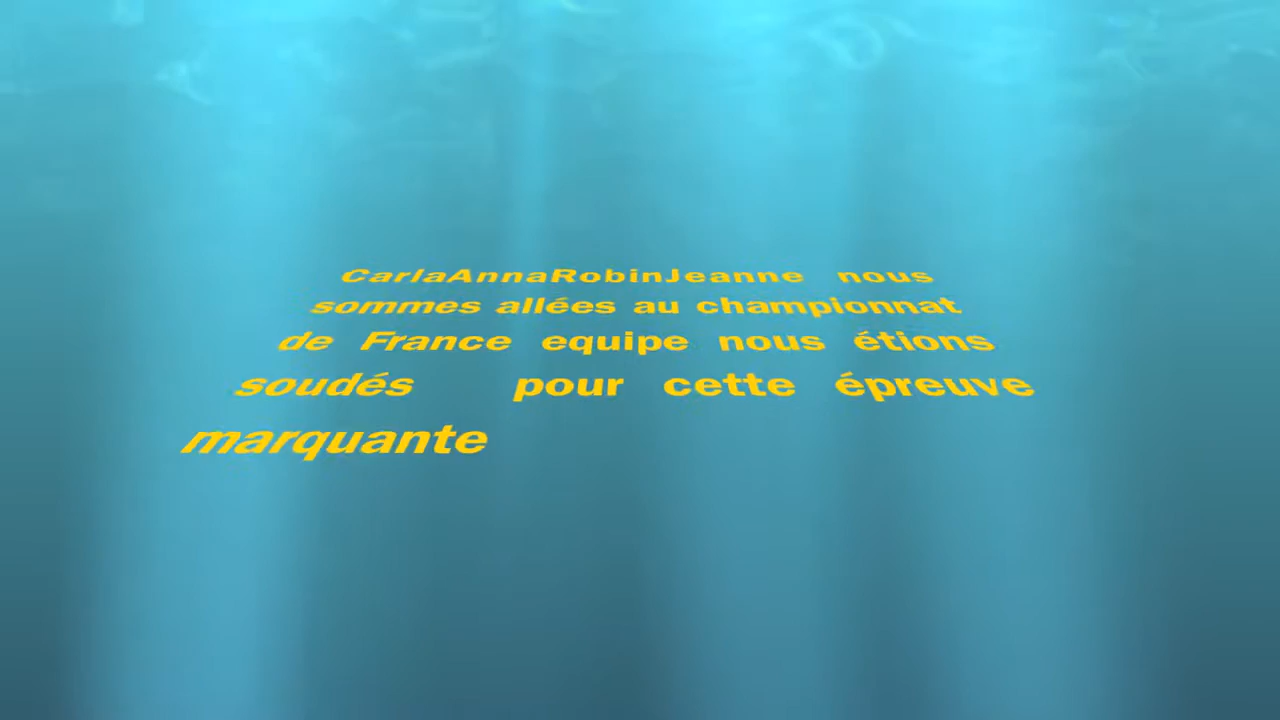 CarlaAnnaRobinJeanne nous
sommes allées au championnat
de France equipe nous étions
soudés pour cette épreuve
marquante